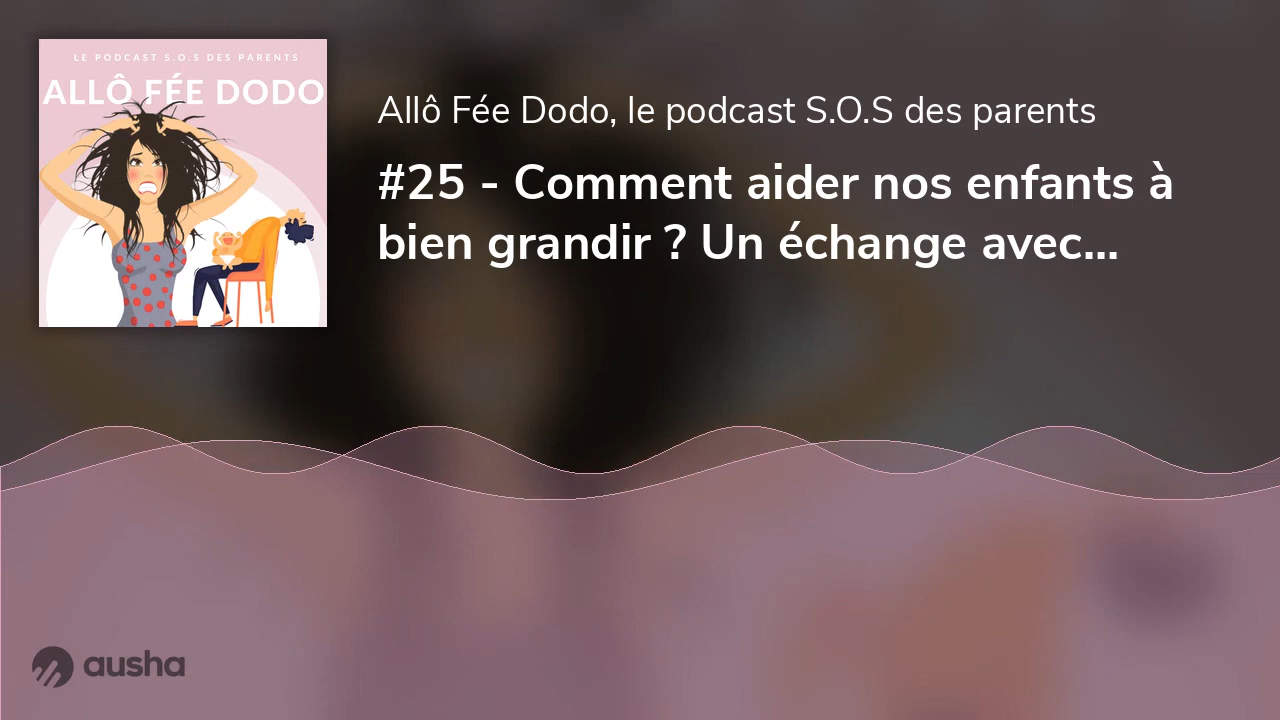 LE PODCAST S.O.S DES PARENTS
ALLÔ FÉE DODO
Allô Fée Dodo, le podcast S.O.S des parents
#25 - Comment aider nos enfants à
bien grandir ? Un échange avec...
ausha